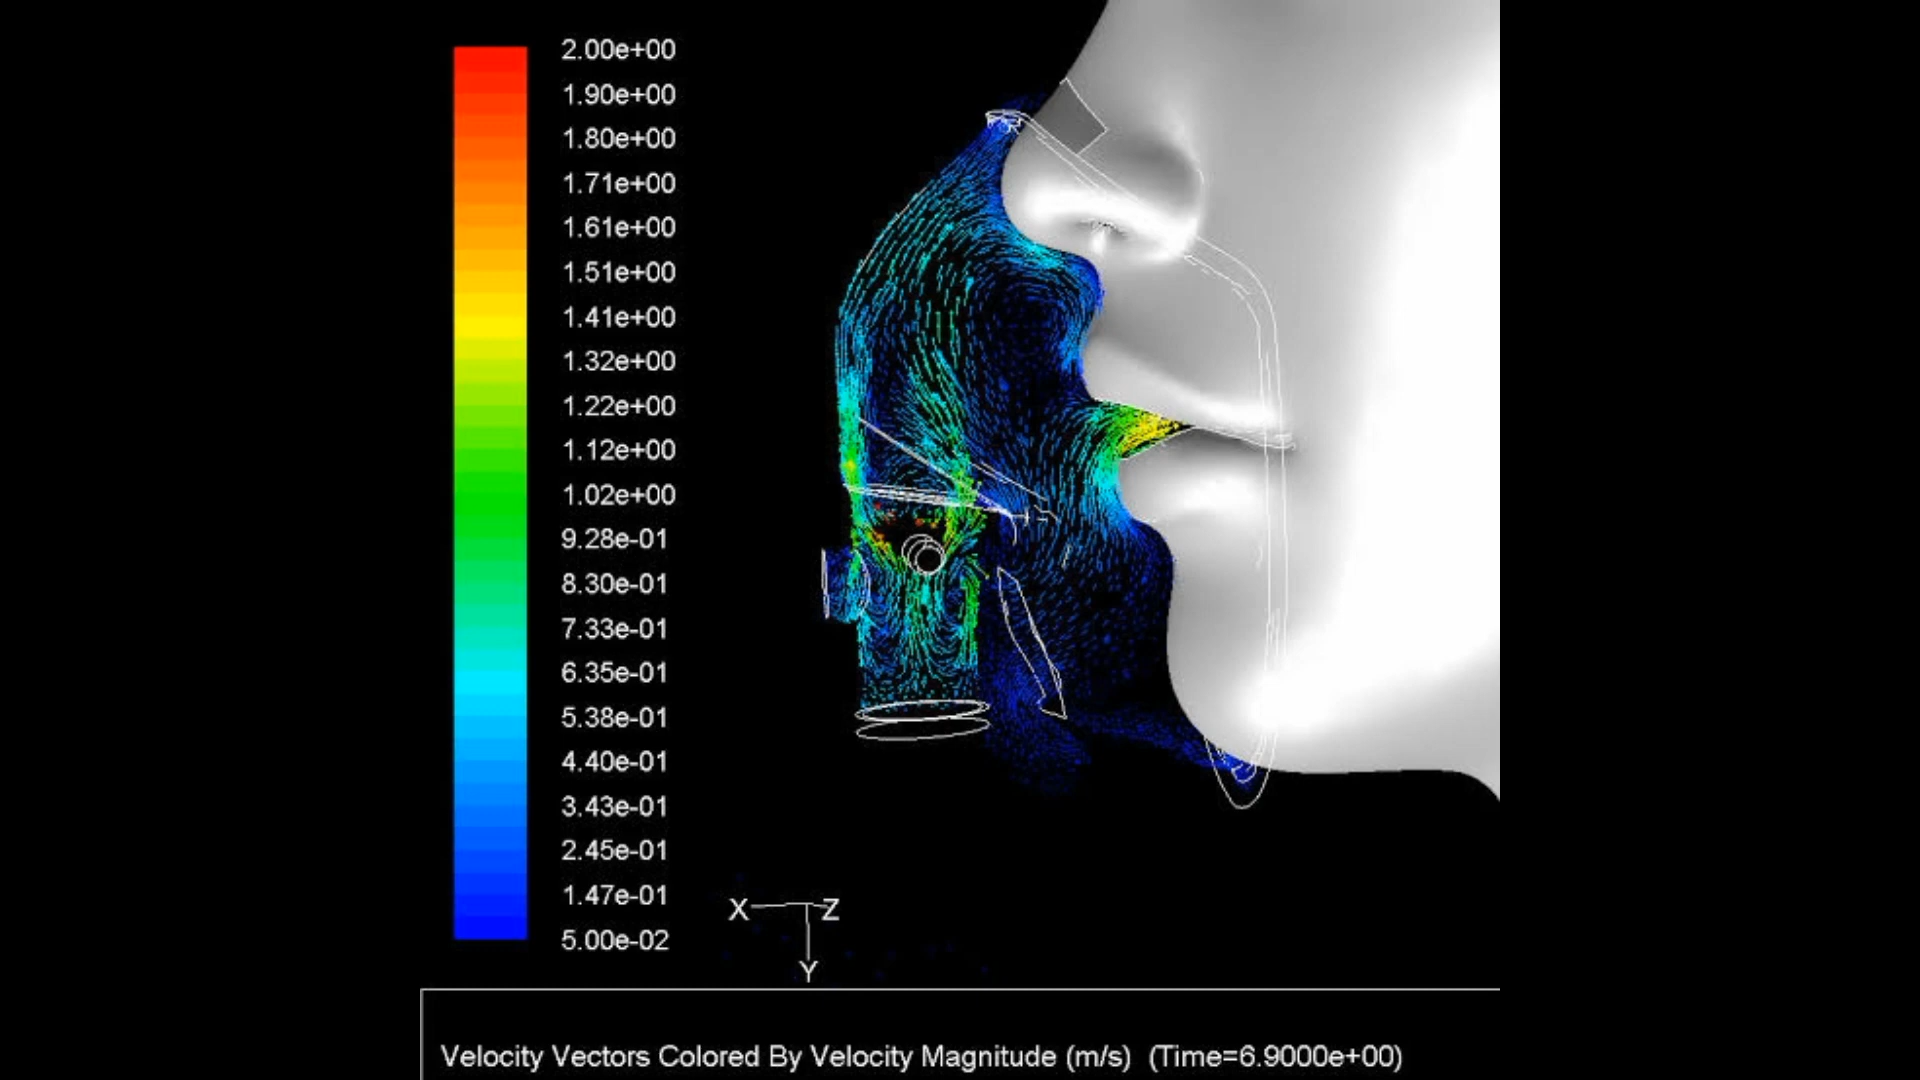 2.00e+00
1.90e+00
1.80e+00
1.71e+00
1.61e+00
1.51e+00
1.41e+00
1.32e+00
1.22e+00
1.12e+00
1.02e+00
9.28e-01
8.30e-01
7.33e-01
6.35e-01
5.38e-01
4.40e-01
3.43e-01
2.45e-01
1.47e-01
5.00e-02
X Z
Y
Velocity Vectors Colored By Velocity Magnitude (m/s) (Time=6.9000e+00)